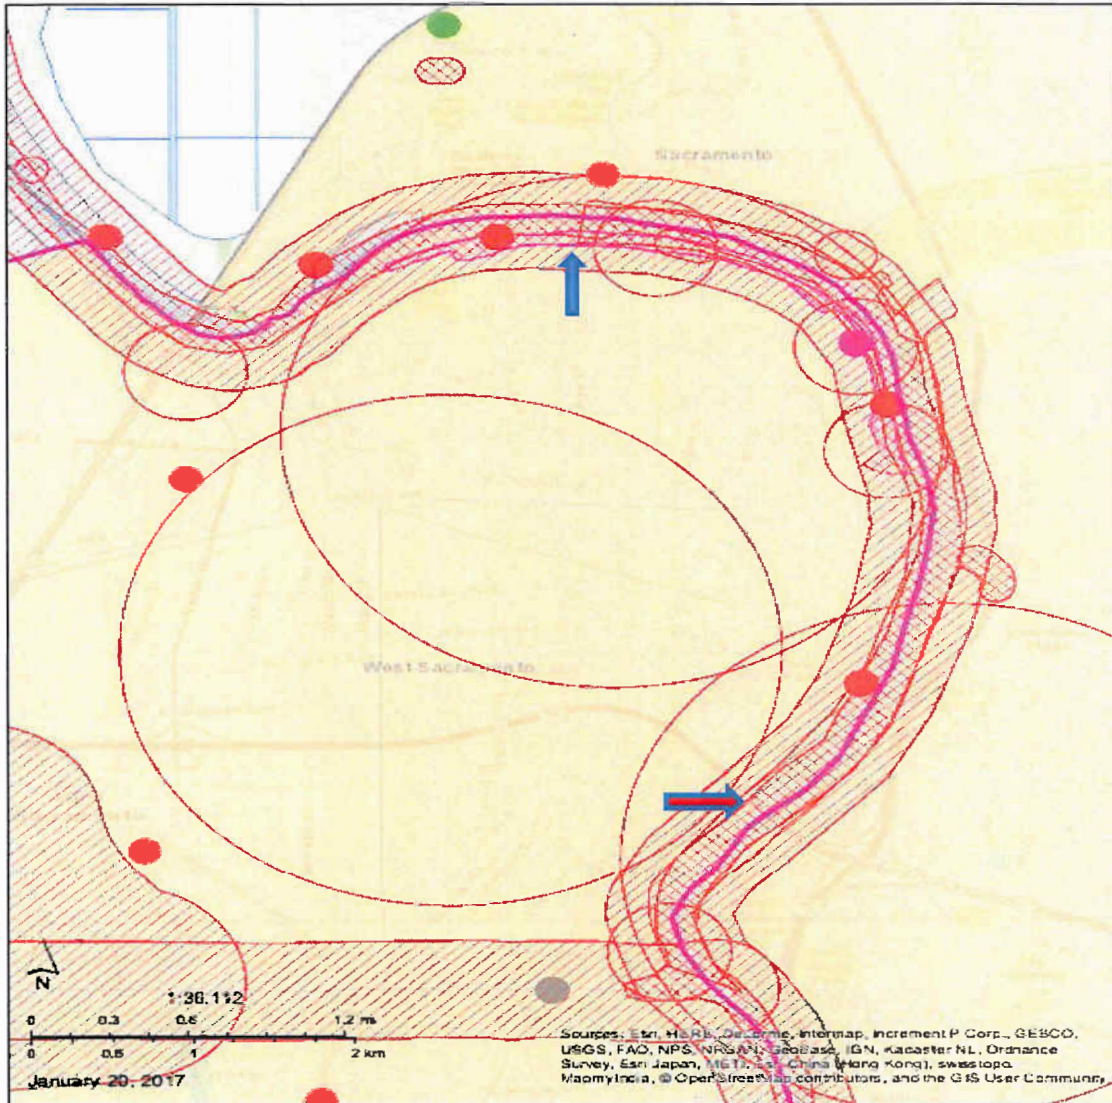 Sacramento
West Sacramento
N
1:36,112
0 0.3 0.6 1.2 mi
0 0.5 1 2 km
January 20, 2017
Sources: Esri, HERE, DeLorme, Intermap, increment P Corp., GEBCO,
USGS, FAO, NPS, NRCAN, GeoBase, IGN, Kadaster NL, Ordnance
Survey, Esri Japan, METI, Esri China (Hong Kong), swisstopo,
MapmyIndia, © OpenStreetMap contributors, and the GIS User Community